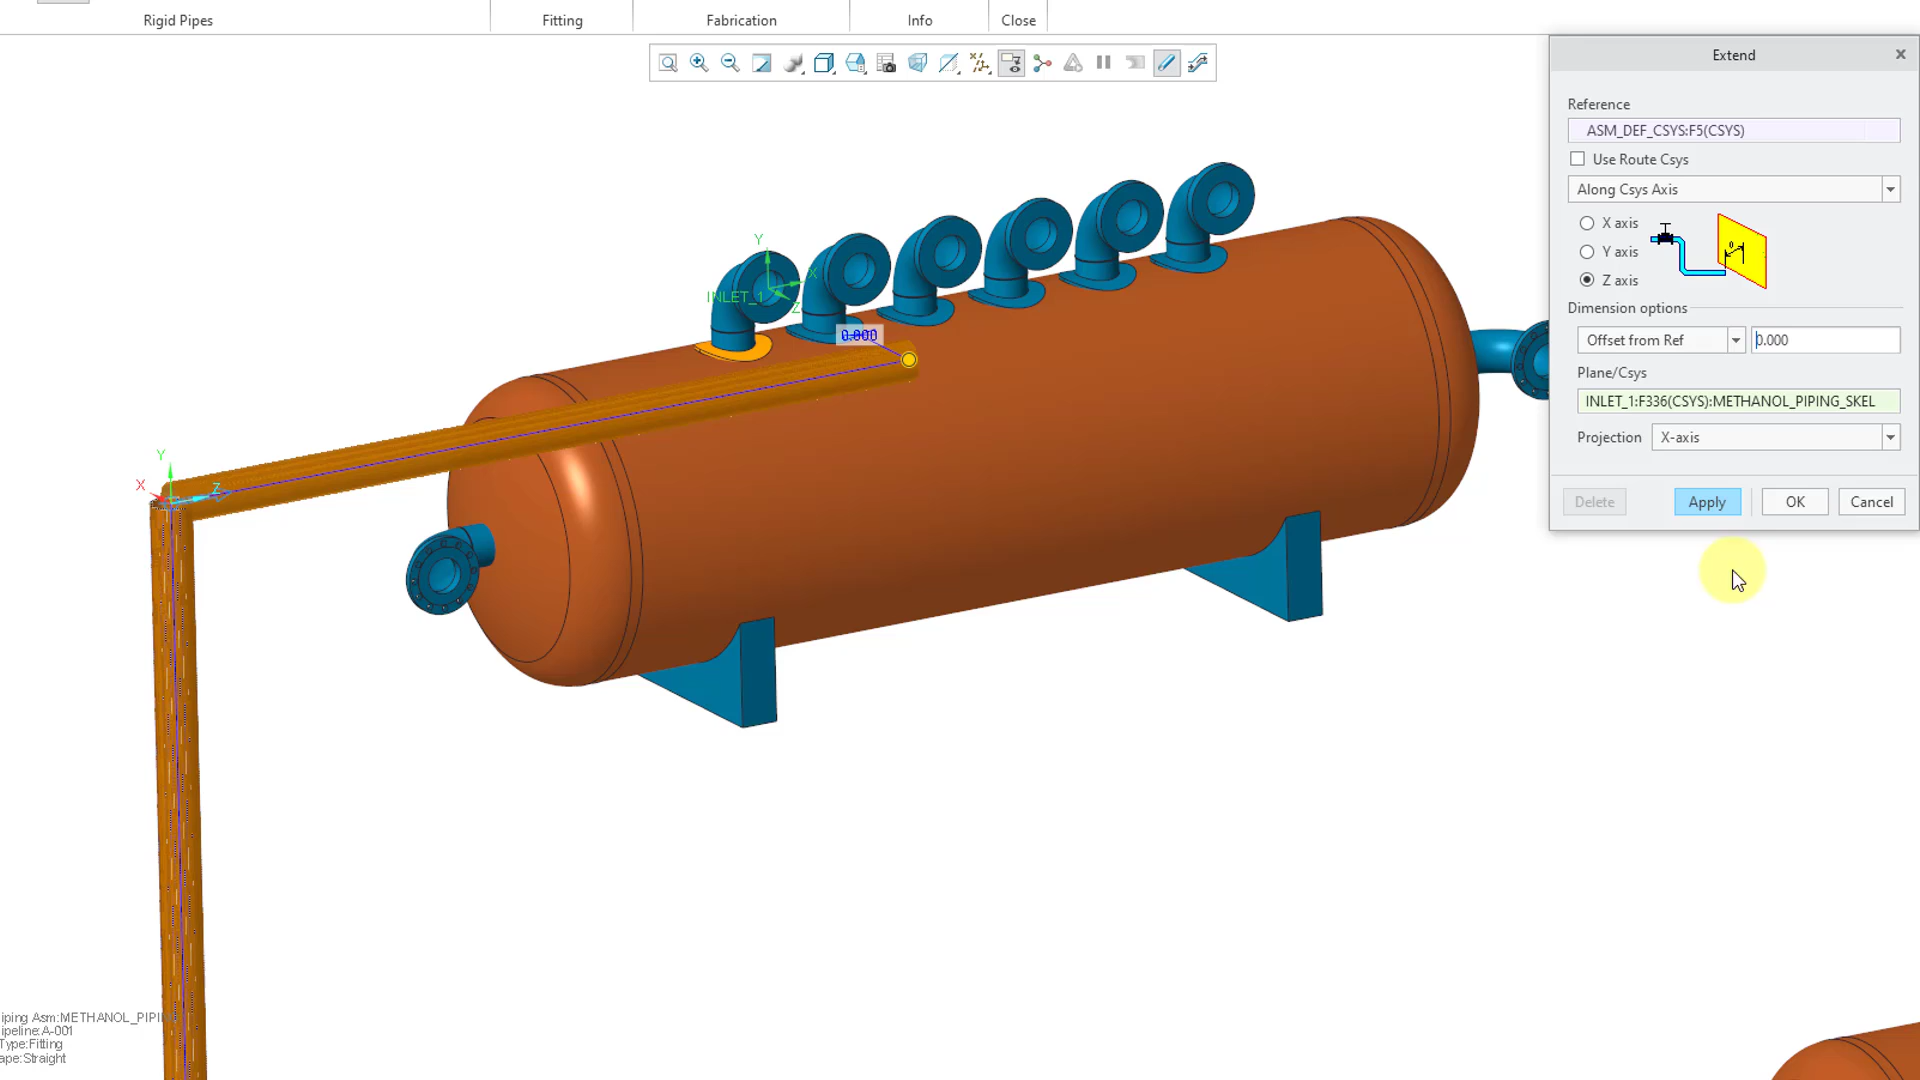 Rigid Pipes
Fitting
Fabrication
Info
Close
Extend
Reference
ASM_DEF_CSYS:F5(CSYS)
Use Route Csys
Along Csys Axis
X axis
Y axis
Z axis
Dimension options
Offset from Ref
0.000
Plane/Csys
INLET_1:F336(CSYS):METHANOL_PIPING_SKEL
Projection
X-axis
Delete
Apply
OK
Cancel
Y
X
INLET_1
Z
0.000
Y
X
Z
iping Asm:METHANOL_PIPI
ipeline:A-001
Type:Fitting
ape:Straight